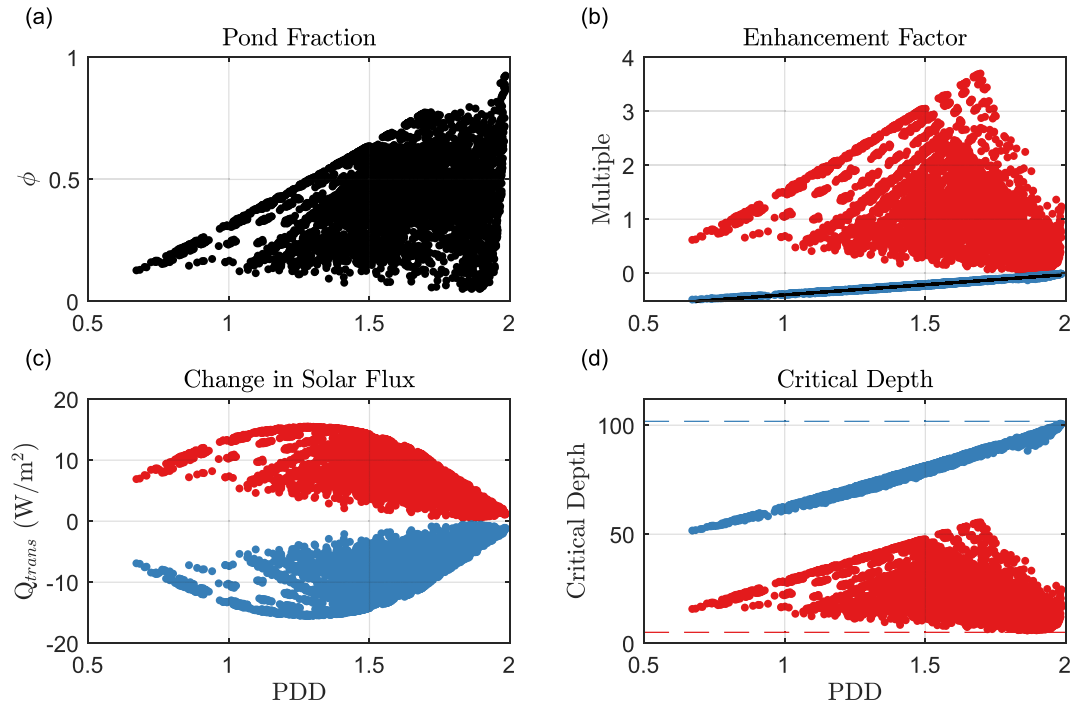 (a)
Pond Fraction
1
0.5
0
ϕ
0.5
1
1.5
2
(b)
Enhancement Factor
4
3
2
1
0
Multiple
0.5
1
1.5
2
(c)
Change in Solar Flux
20
10
0
-10
-20
Q_trans (W/m²)
0.5
1
1.5
2
PDD
(d)
Critical Depth
100
50
0
Critical Depth
0.5
1
1.5
2
PDD